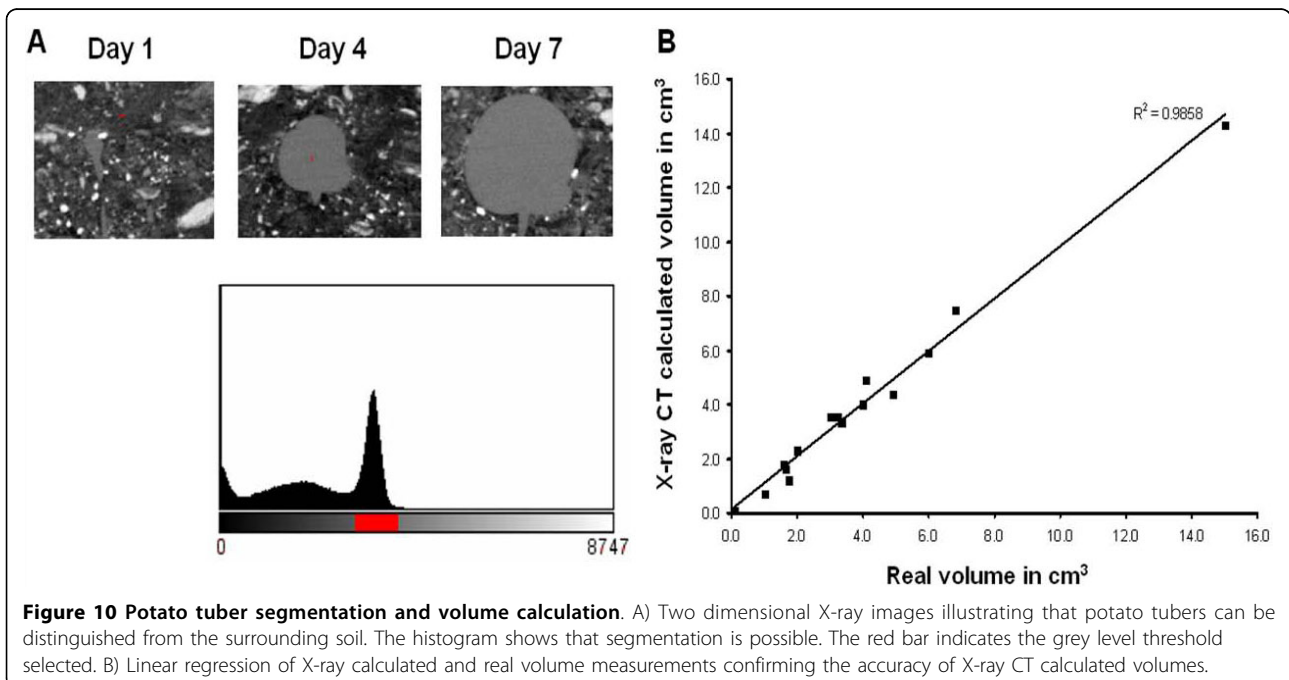 A
Day 1
Day 4
Day 7
0
8747
B
X-ray CT calculated volume in cm³
16.0
14.0
12.0
10.0
8.0
6.0
4.0
2.0
0.0
R² = 0.9858
0.0 2.0 4.0 6.0 8.0 10.0 12.0 14.0 16.0
Real volume in cm³
Figure 10 Potato tuber segmentation and volume calculation. A) Two dimensional X-ray images illustrating that potato tubers can be
distinguished from the surrounding soil. The histogram shows that segmentation is possible. The red bar indicates the grey level threshold
selected. B) Linear regression of X-ray calculated and real volume measurements confirming the accuracy of X-ray CT calculated volumes.